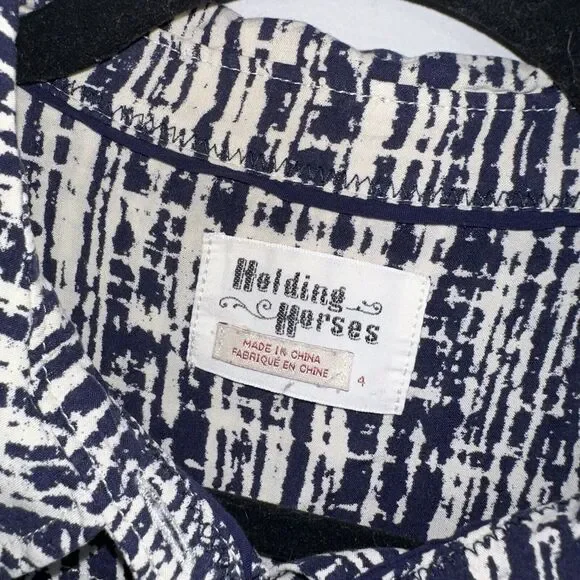 Holding
Horses
MADE IN CHINA
FABRIQUÉ EN CHINE
4